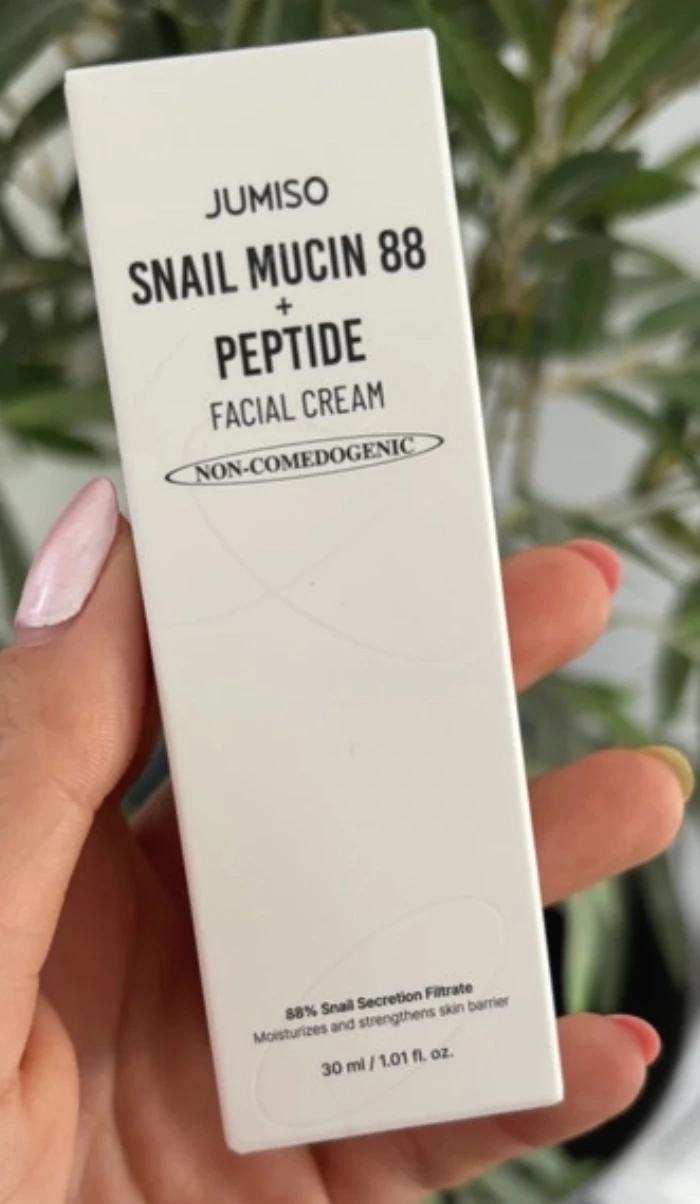 JUMISO
SNAIL MUCIN 88
+
PEPTIDE
FACIAL CREAM
NON-COMEDOGENIC
88% Snail Secretion Filtrate
Moisturizes and strengthens skin barrier
30 ml / 1.01 fl. oz.